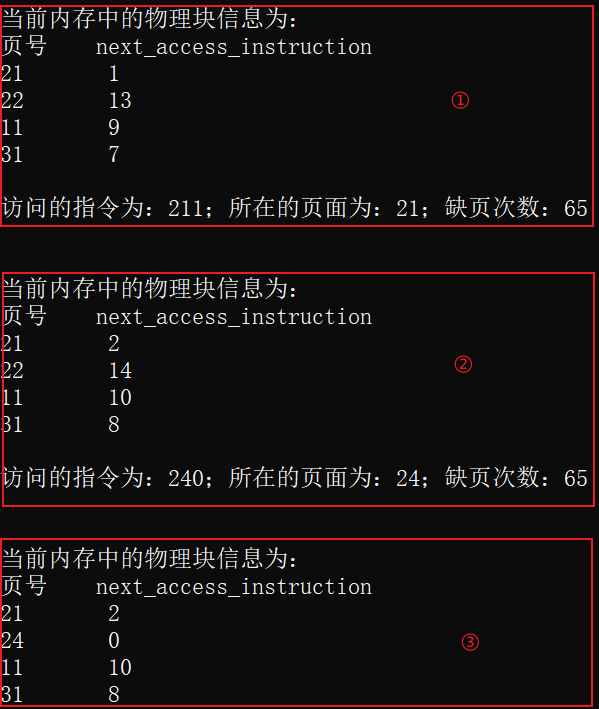 当前内存中的物理块信息为:
页号 next_access_instruction
21 1
22 13
11 9
31 7
①
访问的指令为: 211; 所在的页面为: 21; 缺页次数: 65
当前内存中的物理块信息为:
页号 next_access_instruction
21 2
22 14
11 10
31 8
②
访问的指令为: 240; 所在的页面为: 24; 缺页次数: 65
当前内存中的物理块信息为:
页号 next_access_instruction
21 2
24 0
11 10
31 8
③